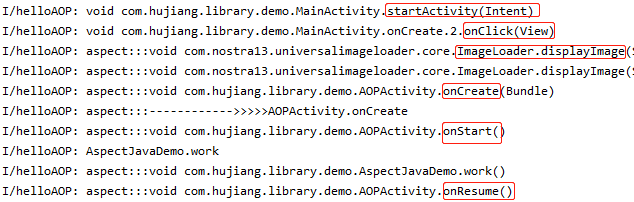 I/helloAOP: void com.hujiang.library.demo.MainActivity.startActivity(Intent)
I/helloAOP: void com.hujiang.library.demo.MainActivity.onCreate.2.onClick(View)
I/helloAOP: aspect:::void com.nostra13.universalimageloader.core.ImageLoader.displayImage(S
I/helloAOP: aspect:::void com.nostra13.universalimageloader.core.ImageLoader.displayImage(S
I/helloAOP: aspect:::void com.hujiang.library.demo.AOPActivity.onCreate(Bundle)
I/helloAOP: aspect:::------------>>>>>AOPActivity.onCreate
I/helloAOP: aspect:::void com.hujiang.library.demo.AOPActivity.onStart()
I/helloAOP: AspectJavaDemo.work
I/helloAOP: aspect:::void com.hujiang.library.demo.AspectJavaDemo.work()
I/helloAOP: aspect:::void com.hujiang.library.demo.AOPActivity.onResume()